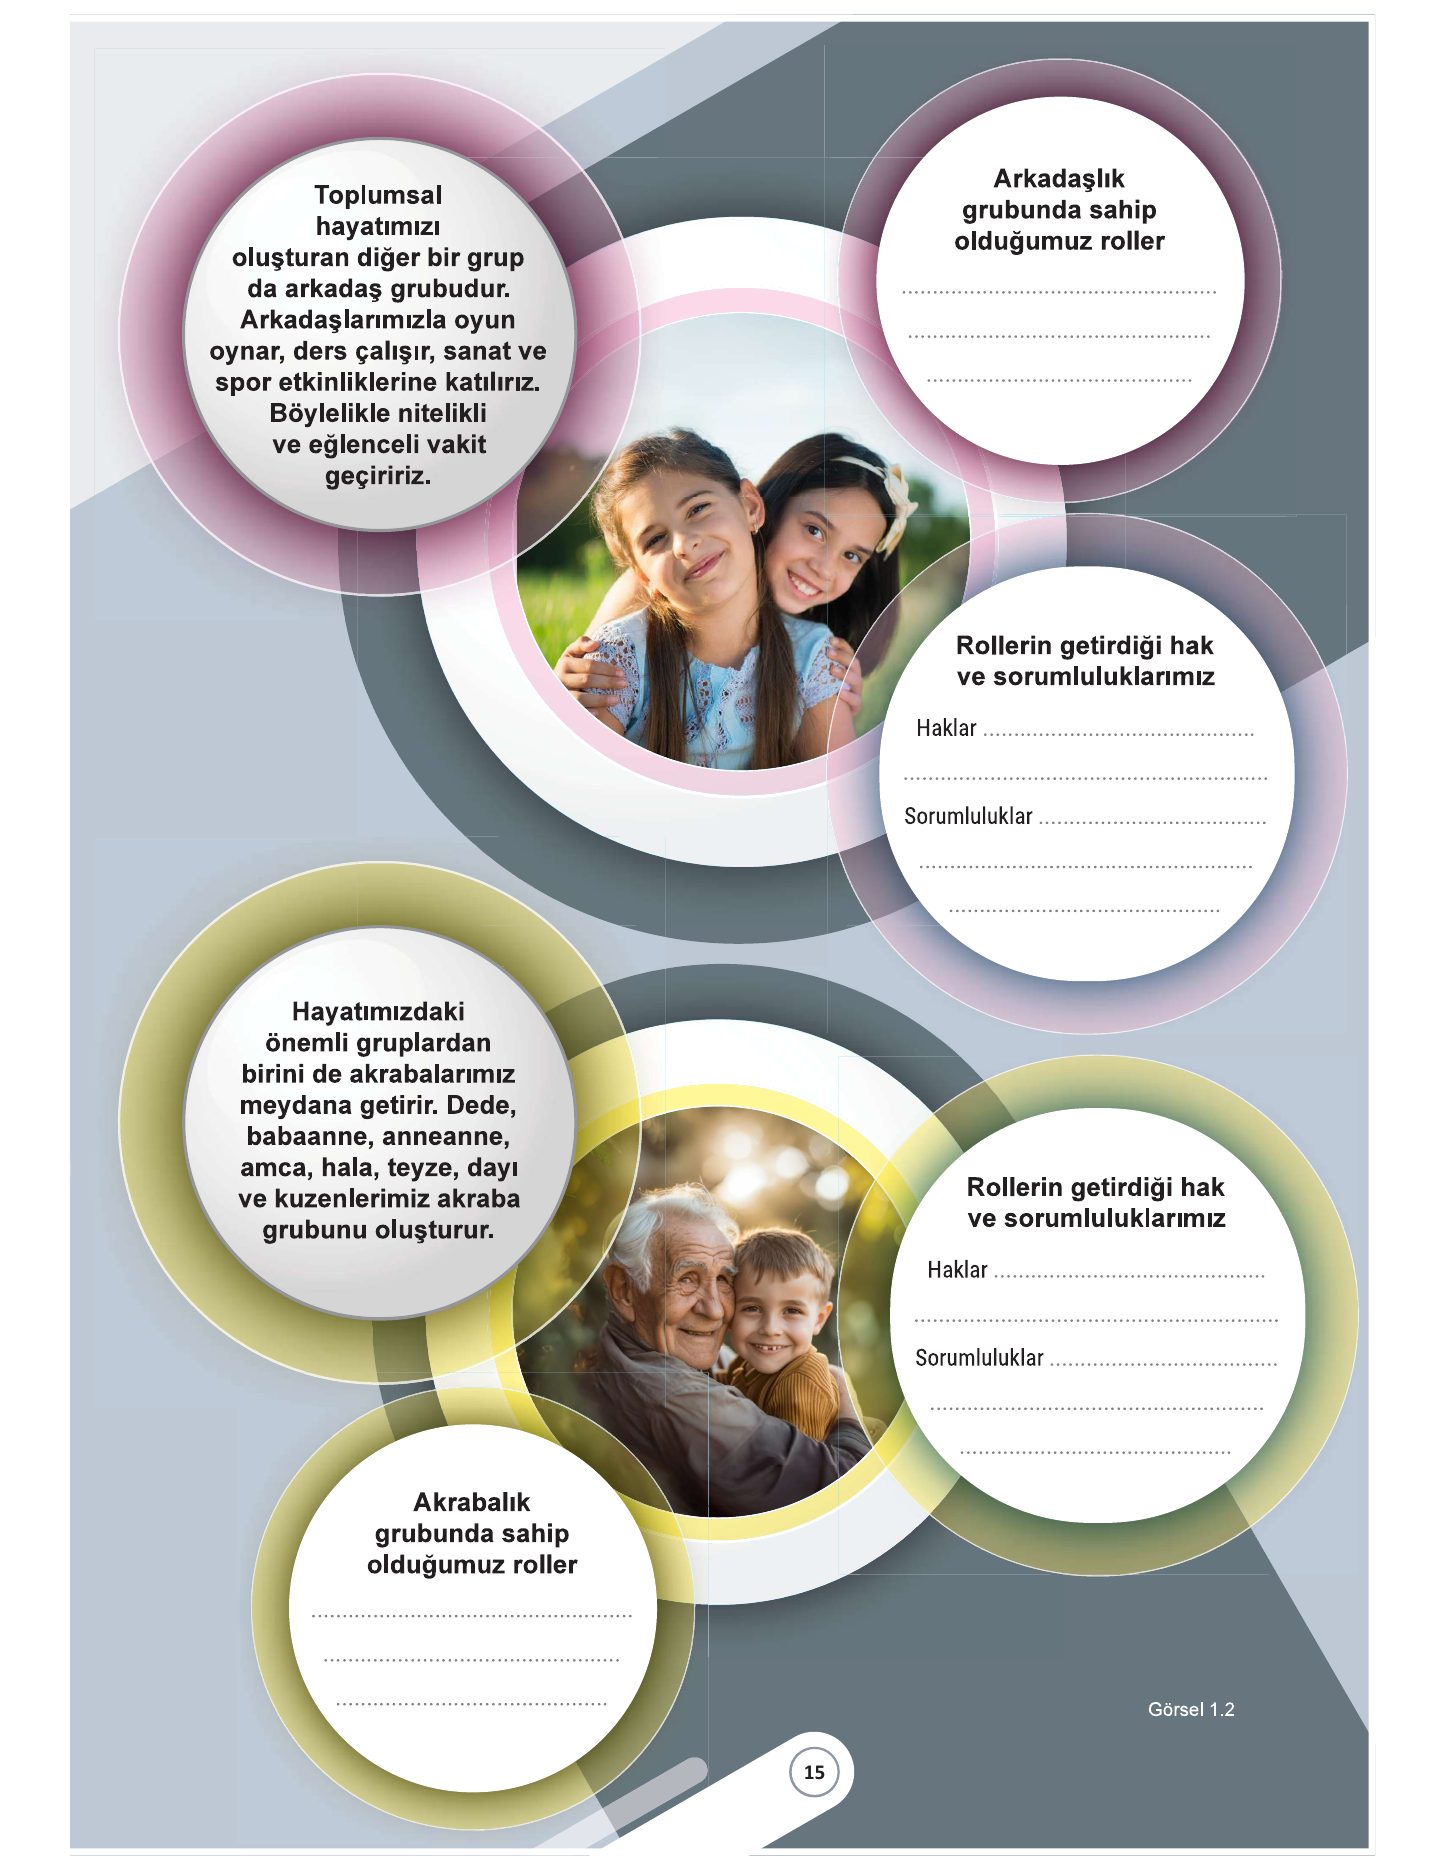 Toplumsal
hayatımızı
oluşturan diğer bir grup
da arkadaş grubudur.
Arkadaşlarımızla oyun
oynar, ders çalışır, sanat ve
spor etkinliklerine katılırız.
Böylelikle nitelikli
ve eğlenceli vakit
geçiririz.
Arkadaşlık
grubunda sahip
olduğumuz roller
Rollerin getirdiği hak
ve sorumluluklarımız
Haklar
Sorumluluklar
Hayatımızdaki
önemli gruplardan
birini de akrabalarımız
meydana getirir. Dede,
babaanne, anneanne,
amca, hala, teyze, dayı
ve kuzenlerimiz akraba
grubunu oluşturur.
Rollerin getirdiği hak
ve sorumluluklarımız
Haklar
Sorumluluklar
Akrabalık
grubunda sahip
olduğumuz roller
Görsel 1.2
15